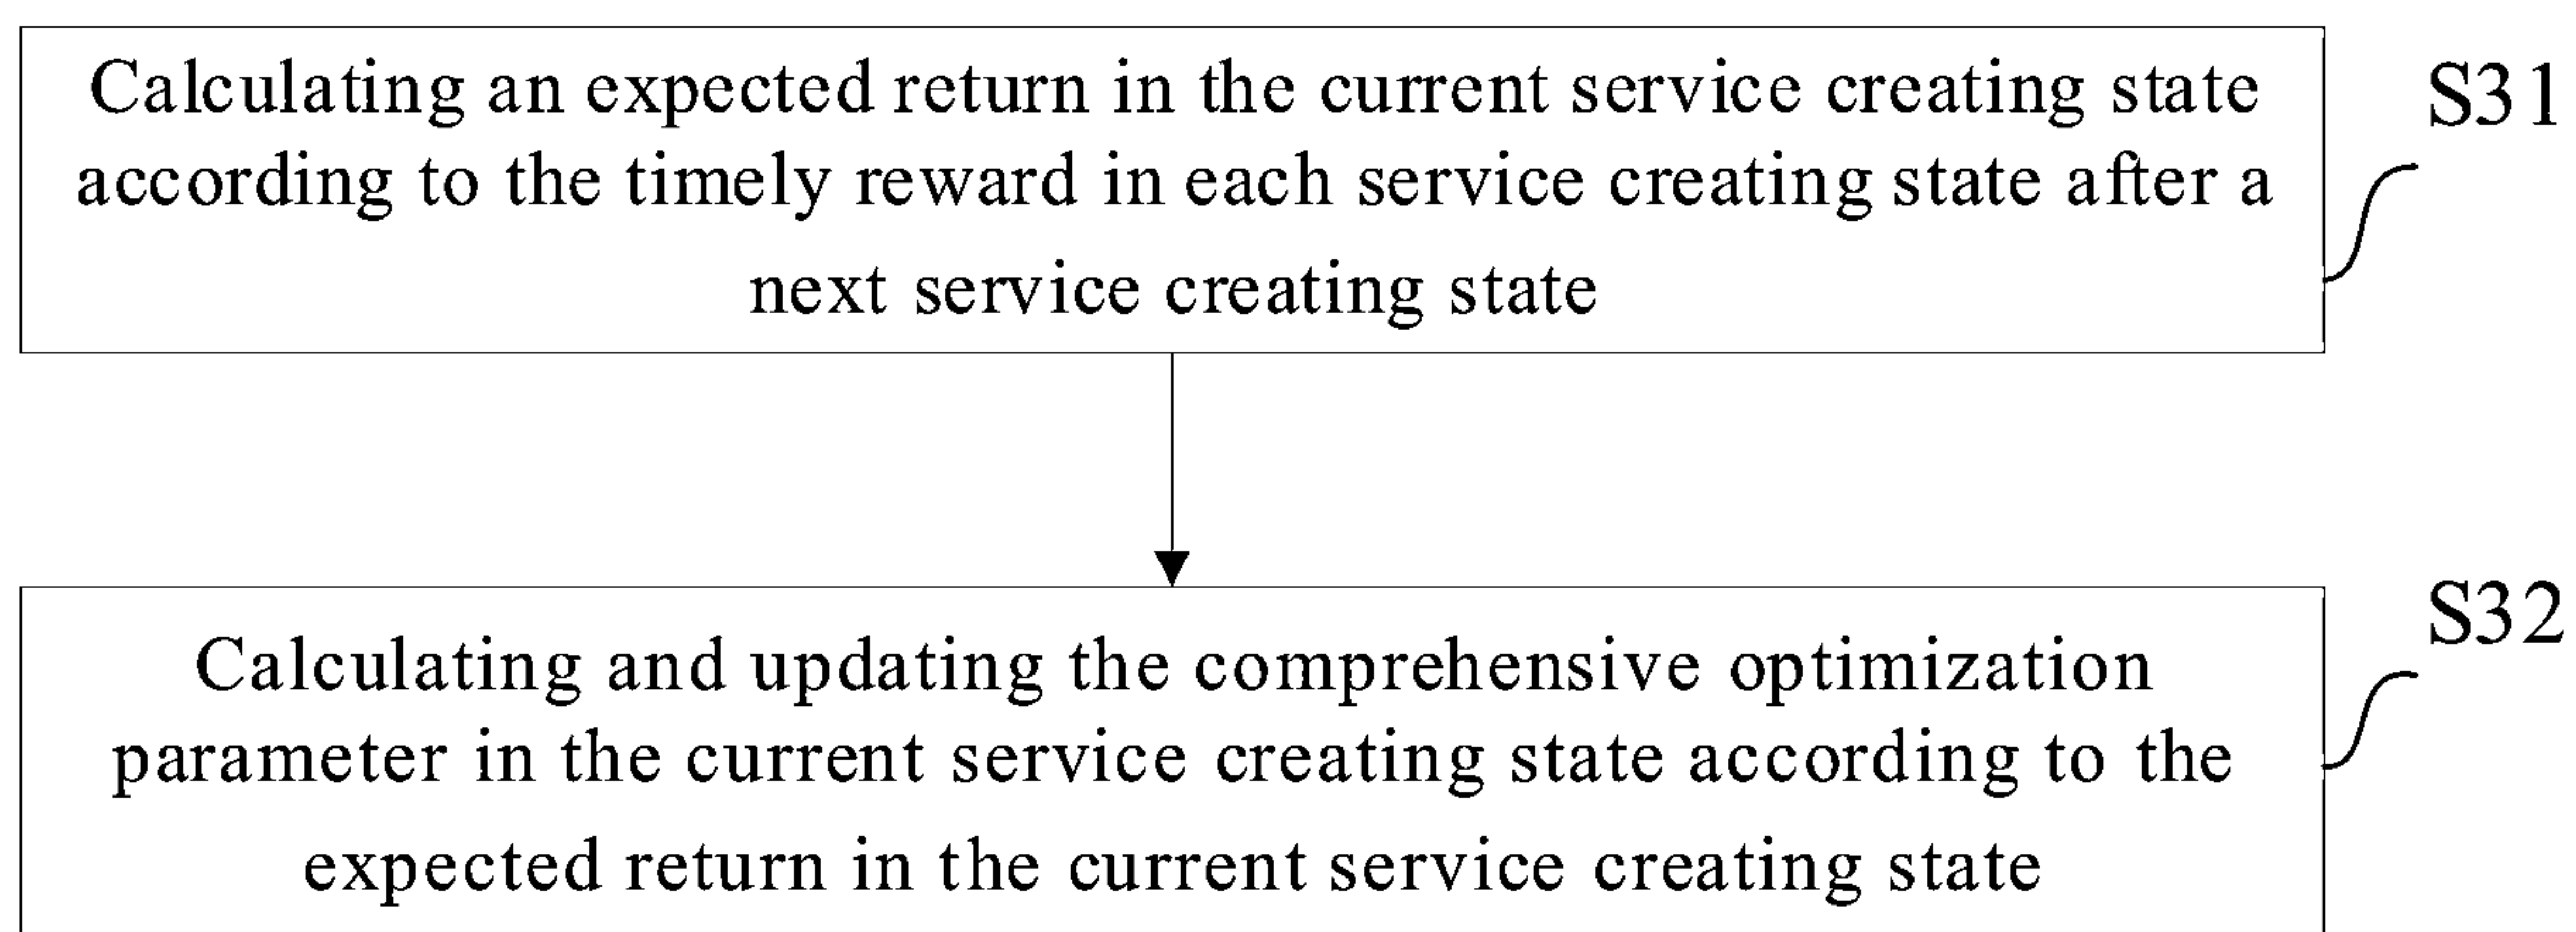 Calculating an expected return in the current service creating state
according to the timely reward in each service creating state after a
next service creating state
S31
Calculating and updating the comprehensive optimization
parameter in the current service creating state according to the
expected return in the current service creating state
S32